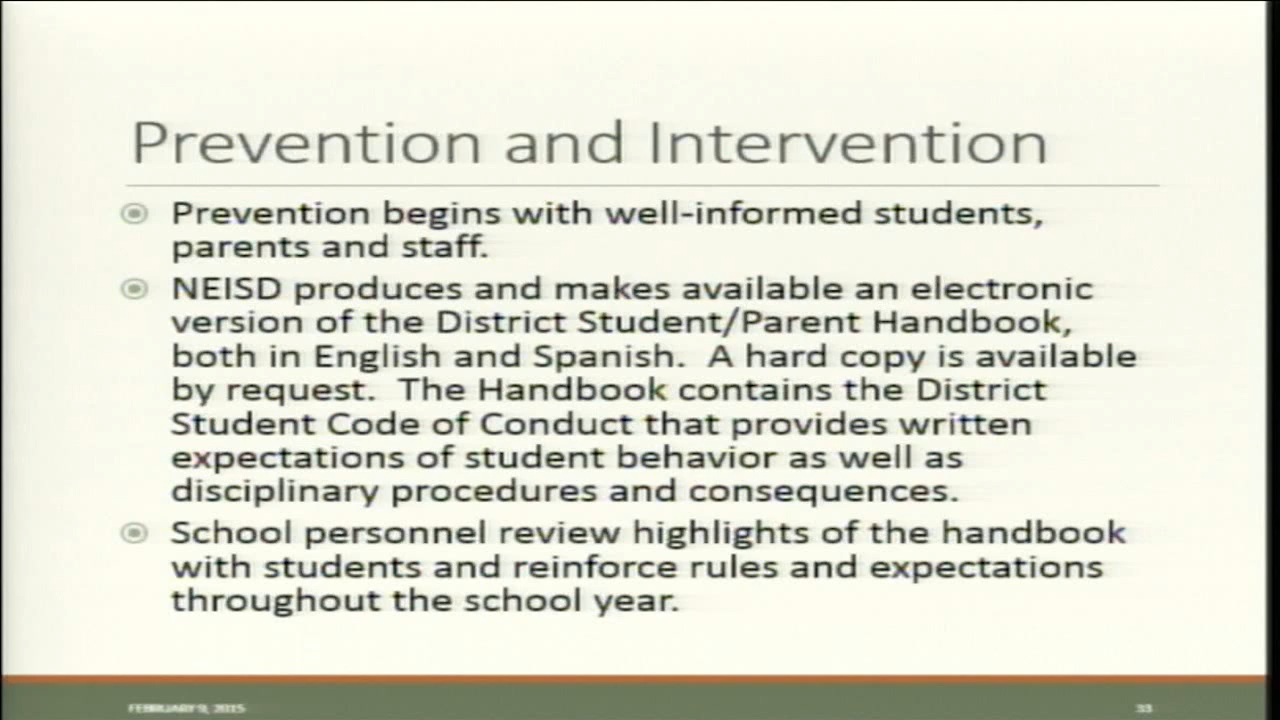 Prevention and Intervention
Prevention begins with well-informed students,
parents and staff.
NEISD produces and makes available an electronic
version of the District Student/Parent Handbook,
both in English and Spanish.  A hard copy is available
by request.  The Handbook contains the District
Student Code of Conduct that provides written
expectations of student behavior as well as
disciplinary procedures and consequences.
School personnel review highlights of the handbook
with students and reinforce rules and expectations
throughout the school year.
FEBRUARY 9, 2015
33